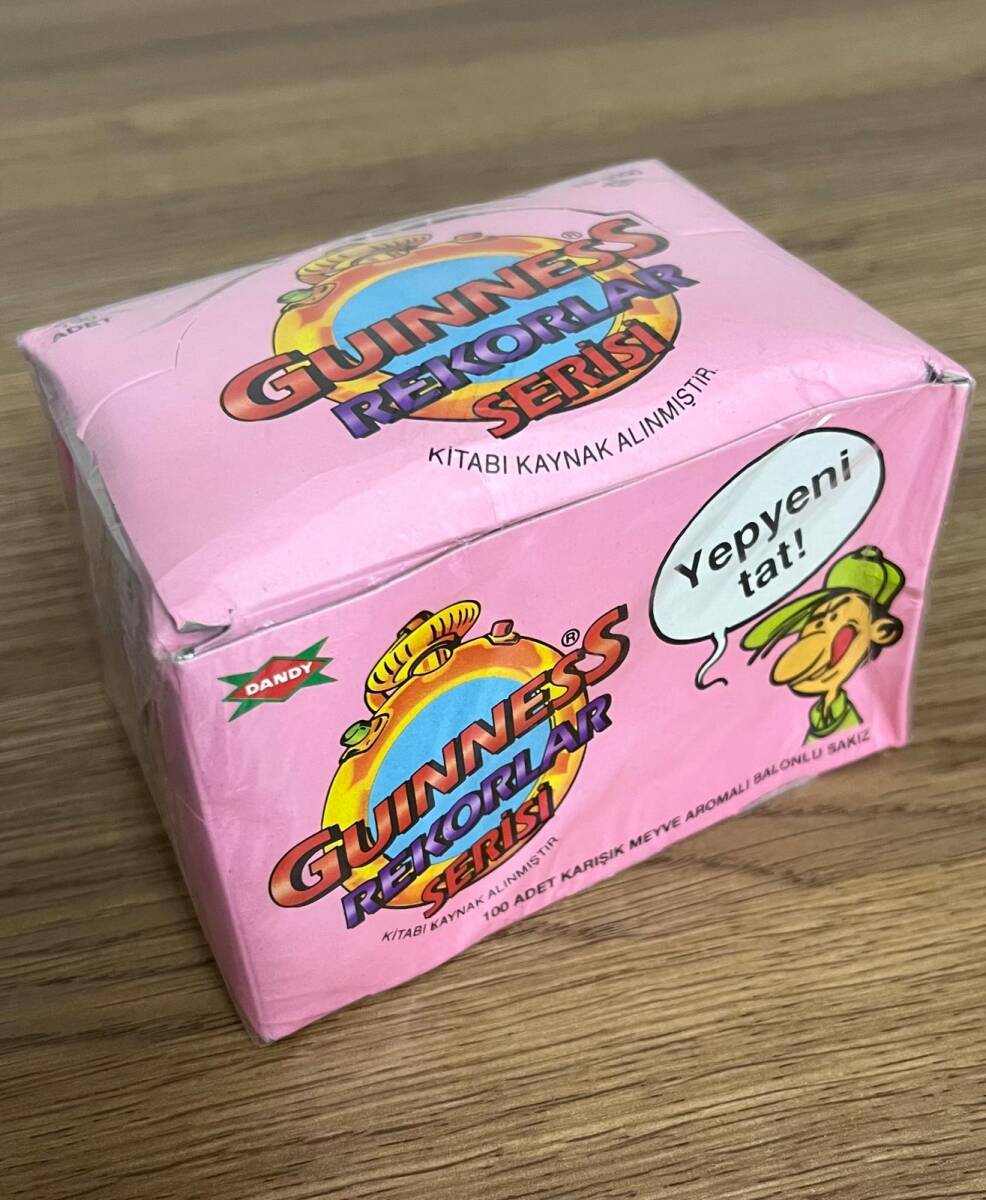 ADET
GUINNESS®
REKORLAR
SERİSİ
KİTABI KAYNAK ALINMIŞTIR.
Yepyeni
tat!
DANDY
GUINNESS®
REKORLAR
SERİSİ
KİTABI KAYNAK ALINMIŞTIR
100 ADET KARIŞIK MEYVE AROMALI BALONLU SAKIZ